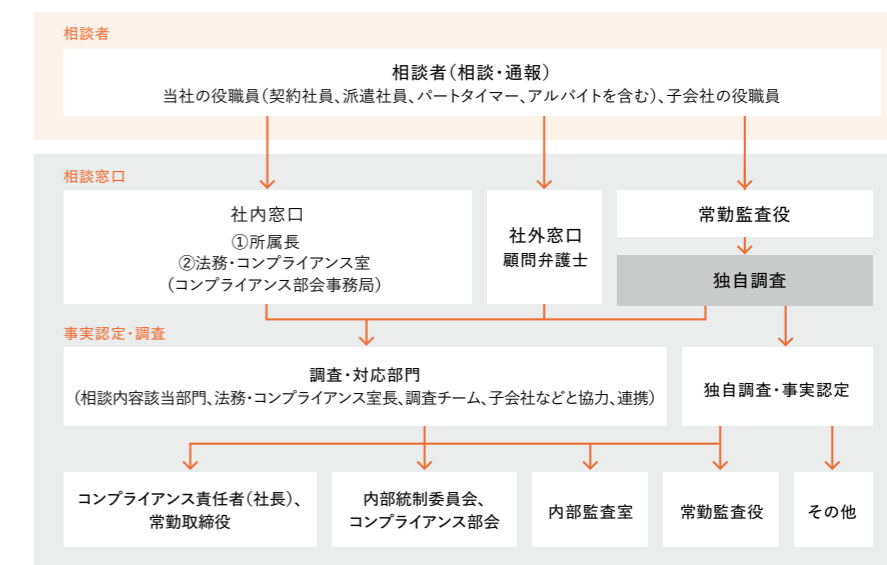 相談者
相談者（相談・通報）
当社の役職員（契約社員、派遣社員、パートタイマー、アルバイトを含む）、子会社の役職員
相談窓口
社内窓口
①所属長
②法務・コンプライアンス室
（コンプライアンス部会事務局）
社外窓口
顧問弁護士
常勤監査役
独自調査
事実認定・調査
調査・対応部門
（相談内容該当部門、法務・コンプライアンス室長、調査チーム、子会社などと協力、連携）
独自調査・事実認定
コンプライアンス責任者（社長）、
常勤取締役
内部統制委員会、
コンプライアンス部会
内部監査室
常勤監査役
その他